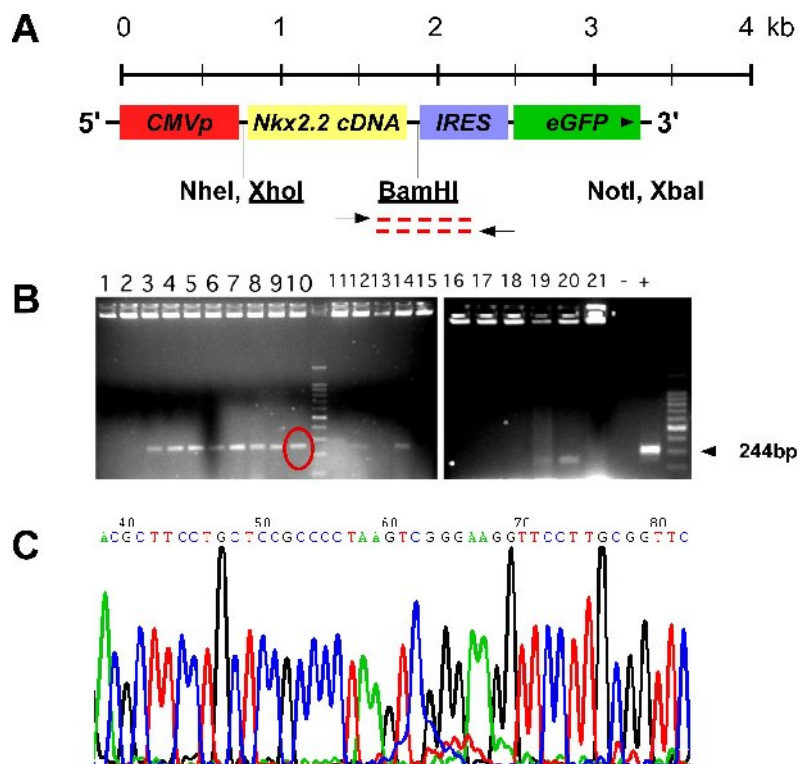 A
0 1 2 3 4 kb
5' CMVp Nkx2.2 cDNA IRES eGFP 3'
NheI, XhoI BamHI NotI, XbaI
B
1 2 3 4 5 6 7 8 9 10 11 12 13 14 15 16 17 18 19 20 21 - +
244bp
C
40 50 60 70 80
ACGCTTCCTGCTCCGCCCCTAAGTCGGGAAGGTTCCTTGCGGTTC